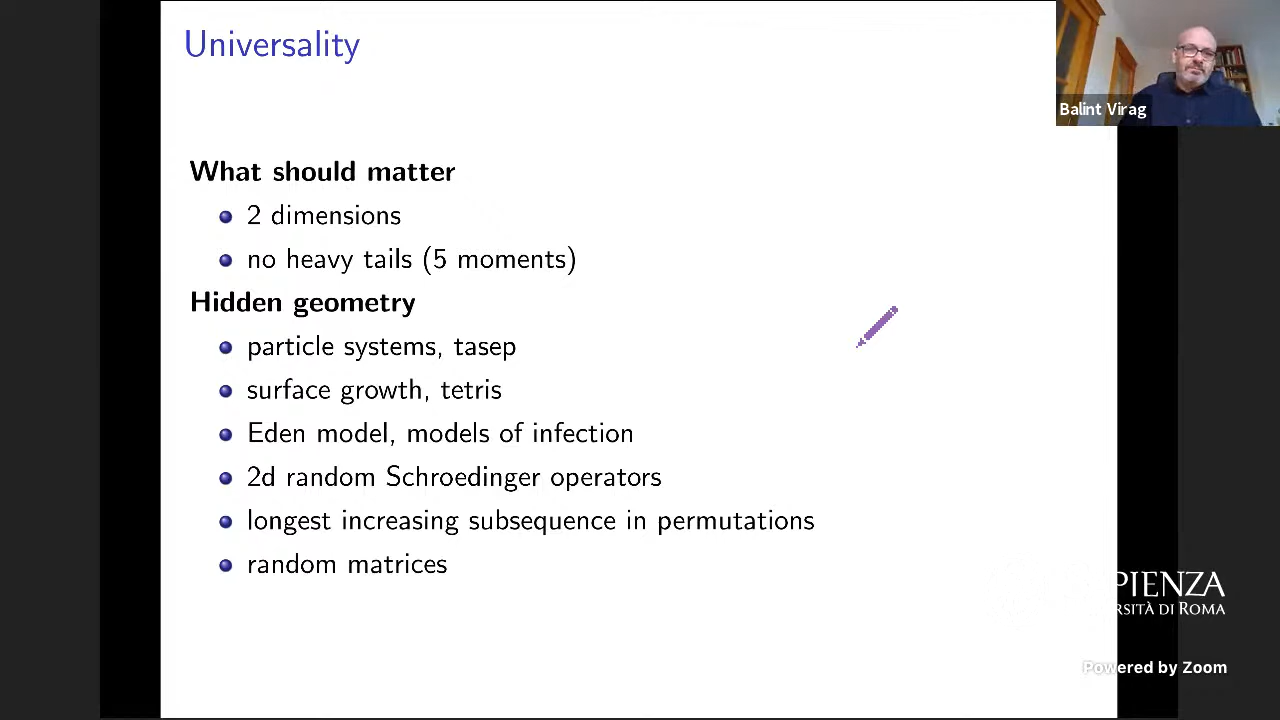 Universality
Balint Virag
What should matter
2 dimensions
no heavy tails (5 moments)
Hidden geometry
particle systems, tasep
surface growth, tetris
Eden model, models of infection
2d random Schroedinger operators
longest increasing subsequence in permutations
random matrices
PIENZA
RSITÀ DI ROMA
Powered by Zoom